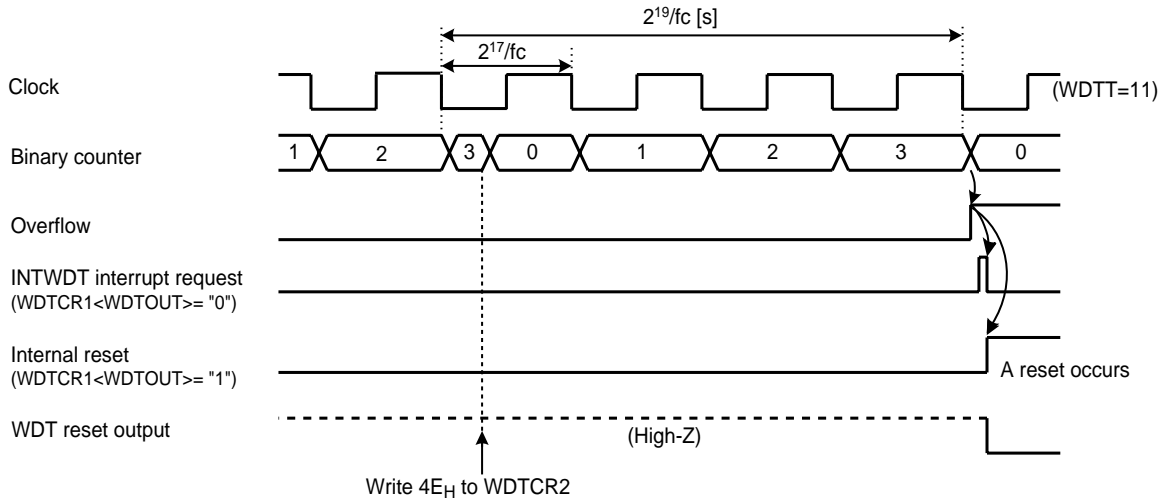 2^19/fc [s]
2^17/fc
Clock
(WDTT=11)
Binary counter
1 2 3 0 1 2 3 0
Overflow
INTWDT interrupt request
(WDTCR1<WDTOUT>= "0")
Internal reset
(WDTCR1<WDTOUT>= "1")
A reset occurs
WDT reset output
(High-Z)
Write 4E_H to WDTCR2